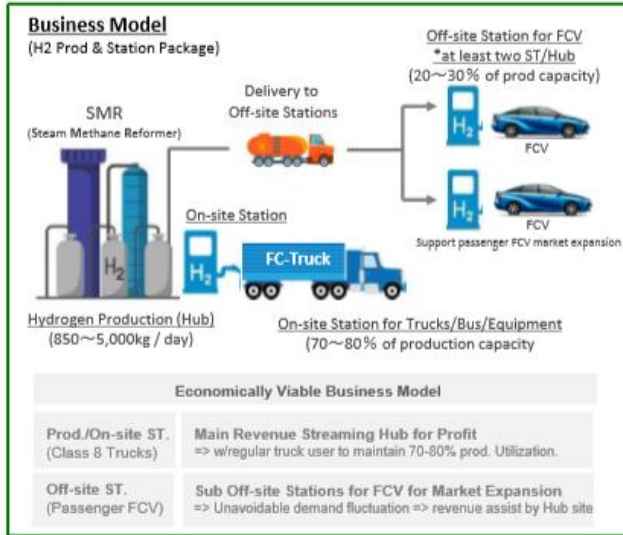 Business Model
(H2 Prod & Station Package)
Off-site Station for FCV
*at least two ST/Hub
(20～30% of prod capacity)
SMR
(Steam Methane Reformer)
Delivery to
Off-site Stations
H2
FCV
H2
FCV
Support passenger FCV market expansion
On-site Station
H2
H2
FC-Truck
Hydrogen Production (Hub)
(850～5,000kg / day)
On-site Station for Trucks/Bus/Equipment
(70～80% of production capacity
Economically Viable Business Model
Prod./On-site ST.
(Class 8 Trucks)
Main Revenue Streaming Hub for Profit
=> w/regular truck user to maintain 70-80% prod. Utilization.
Off-site ST.
(Passenger FCV)
Sub Off-site Stations for FCV for Market Expansion
=> Unavoidable demand fluctuation => revenue assist by Hub site